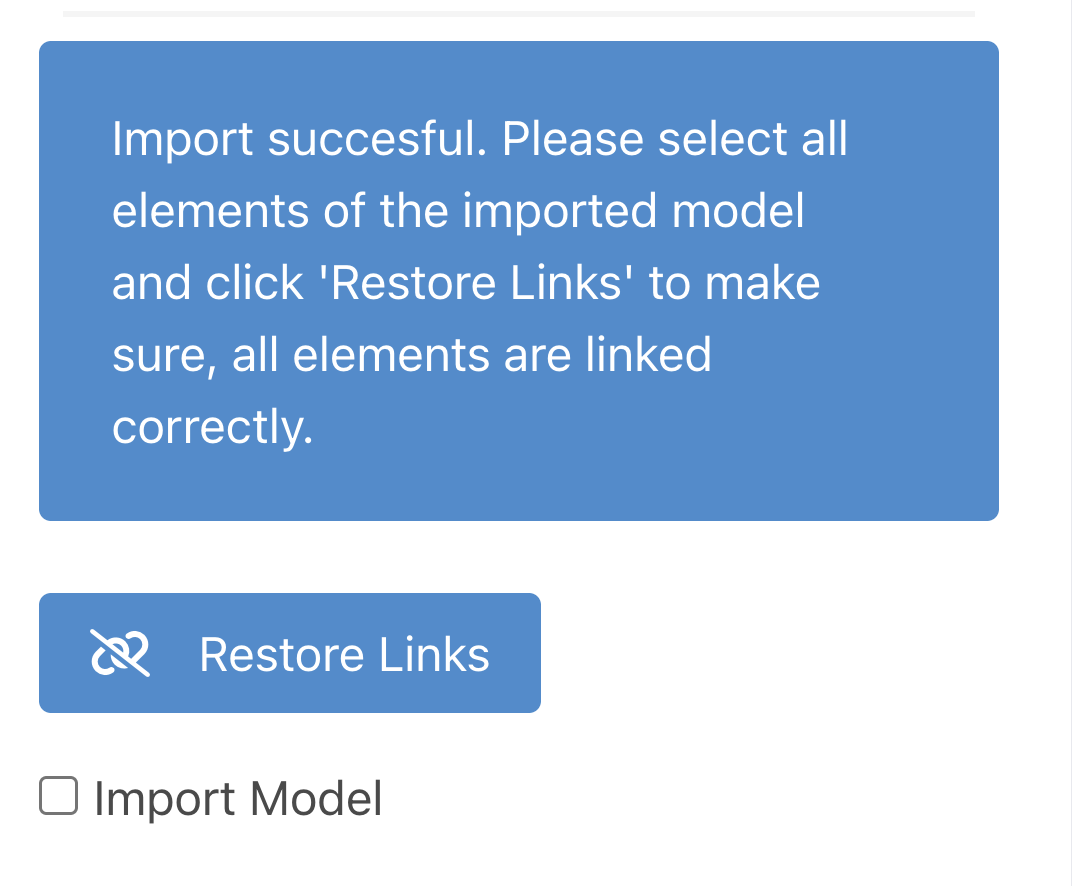 Import succesful. Please select all
elements of the imported model
and click 'Restore Links' to make
sure, all elements are linked
correctly.
Restore Links
Import Model